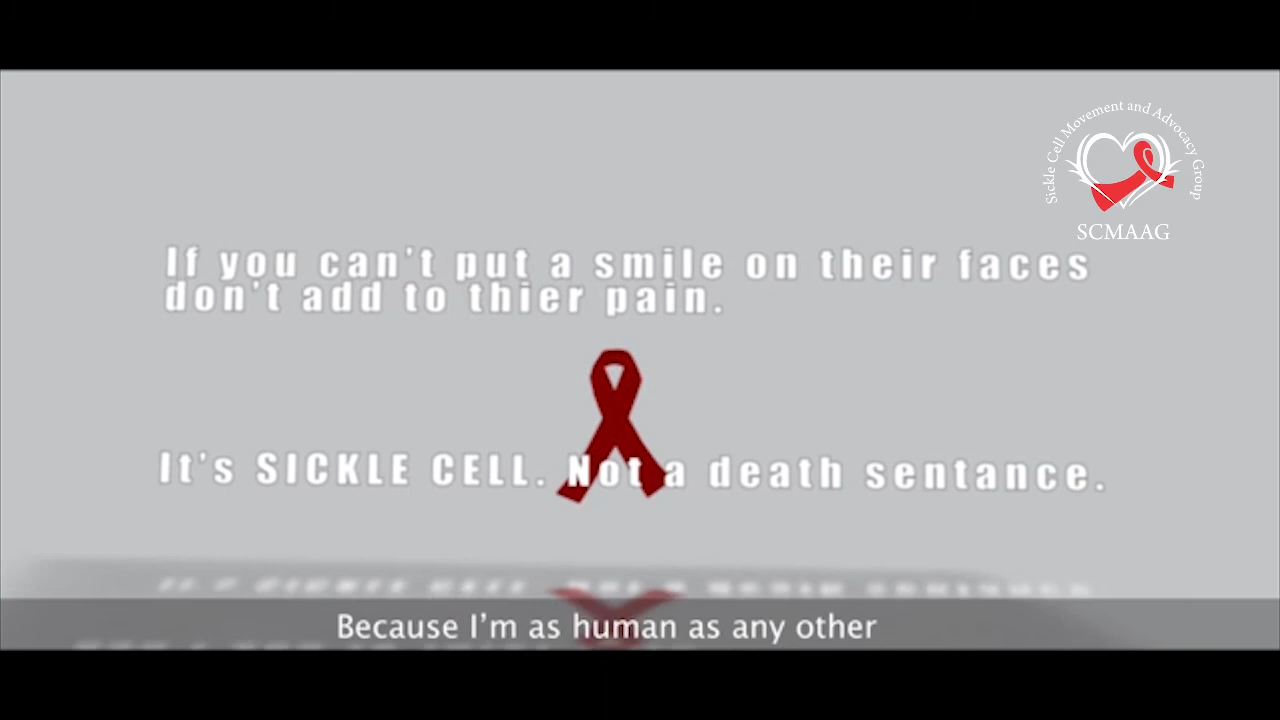 Sickle Cell Movement and Advocacy Group
SCMAAG
If you can't put a smile on their faces
don't add to thier pain.
It's SICKLE CELL. Not a death sentance.
Because I'm as human as any other